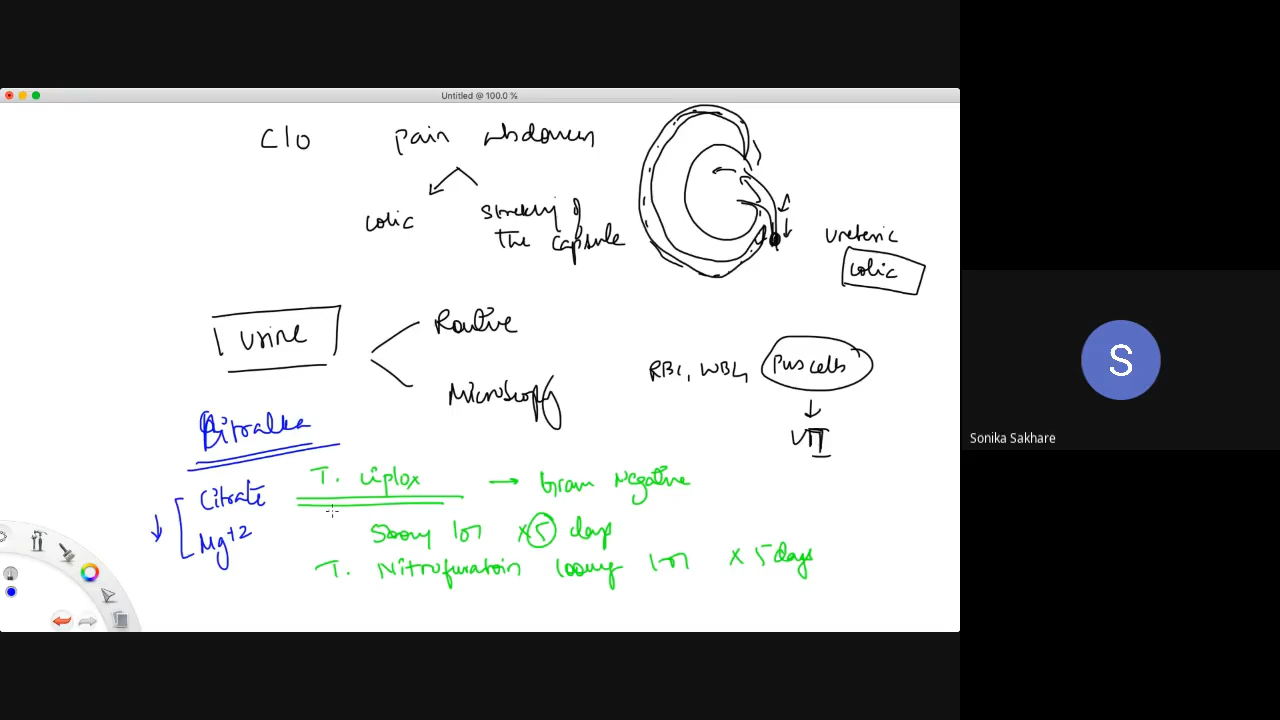 Untitled @ 100.0 %
C/O pain abdomen
colic
stretching of
the capsule
ureteric
colic
urine
Routine
Microscopy
RBC, WBC, Pus cells
UTI
Citralka
Citrate
Mg+2
T. Ciplox → Gram Negative
500mg 1-0-1 x 5 days
T. Nitrofurantoin 100mg 1-0-1 x 5 days
S
Sonika Sakhare